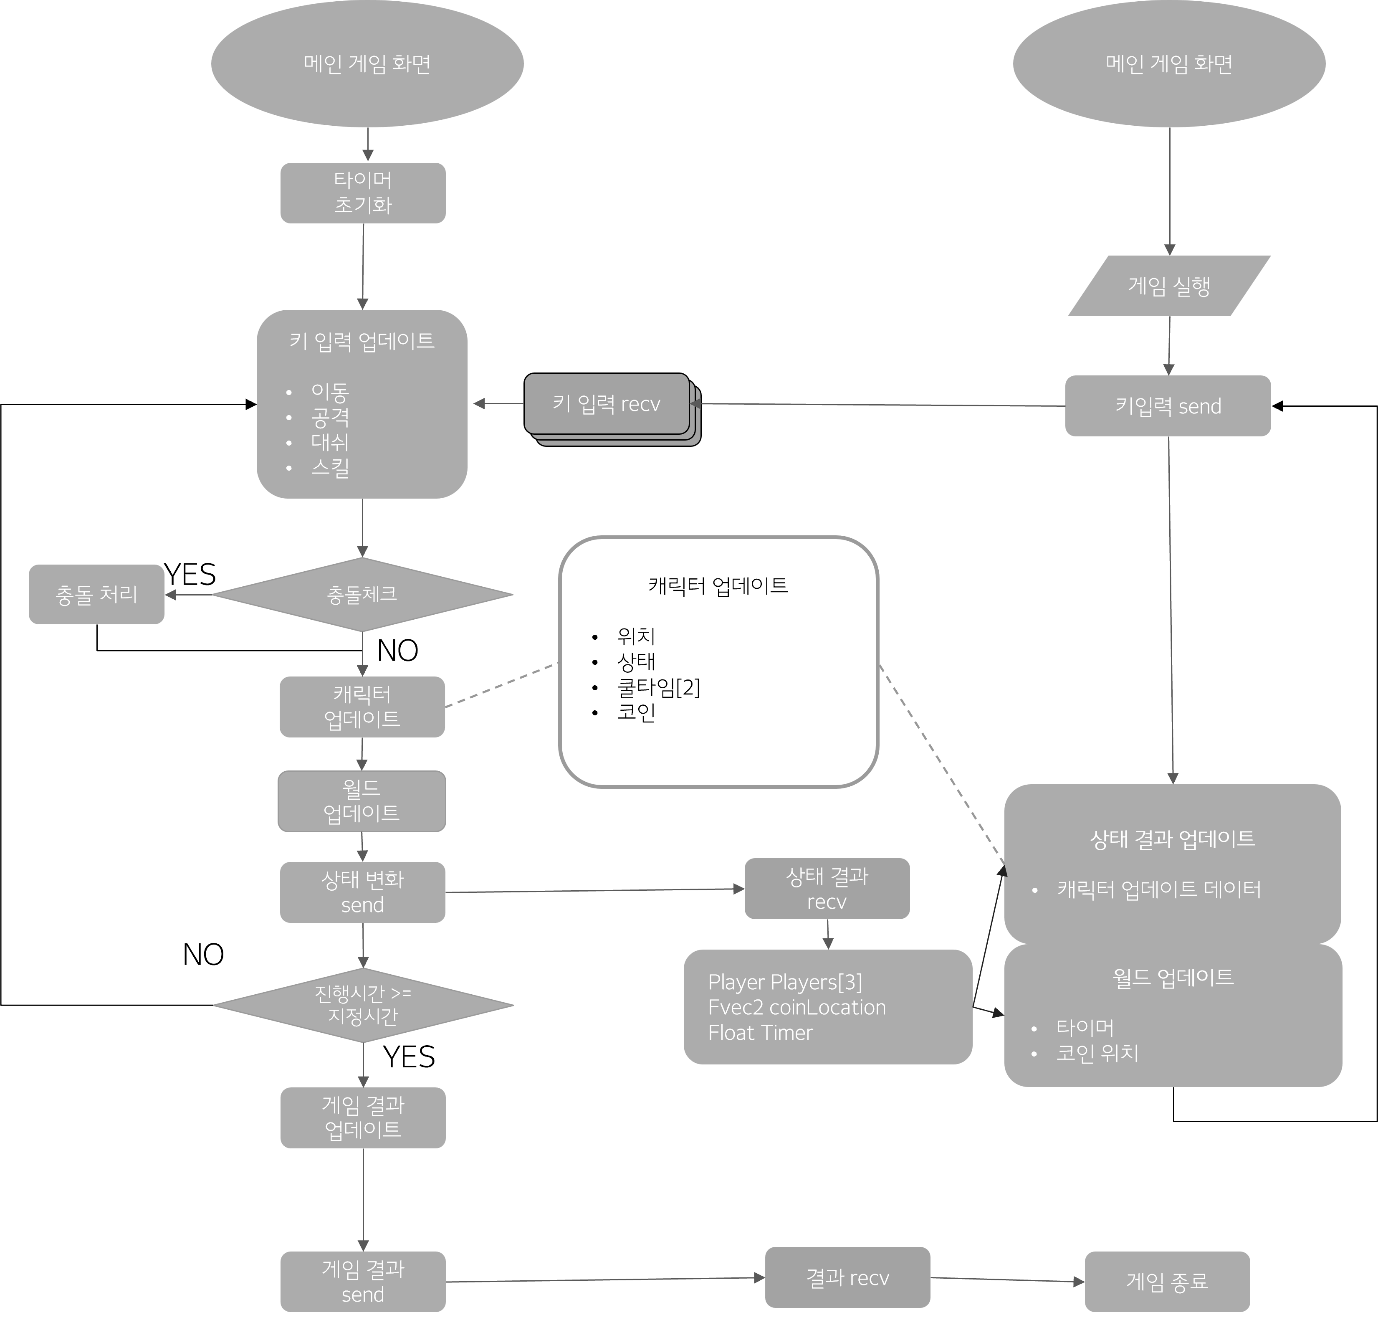 메인 게임 화면
메인 게임 화면
타이머
초기화
게임 실행
키 입력 업데이트
• 이동
• 공격
• 대쉬
• 스킬
키 입력 recv
키입력 send
YES
충돌 처리
충돌체크
NO
캐릭터 업데이트
• 위치
• 상태
• 쿨타임[2]
• 코인
캐릭터
업데이트
월드
업데이트
상태 변화
send
상태 결과
recv
상태 결과 업데이트
• 캐릭터 업데이트 데이터
NO
진행시간 >=
지정시간
Player Players[3]
Fvec2 coinLocation
Float Timer
월드 업데이트
• 타이머
• 코인 위치
YES
게임 결과
업데이트
게임 결과
send
결과 recv
게임 종료